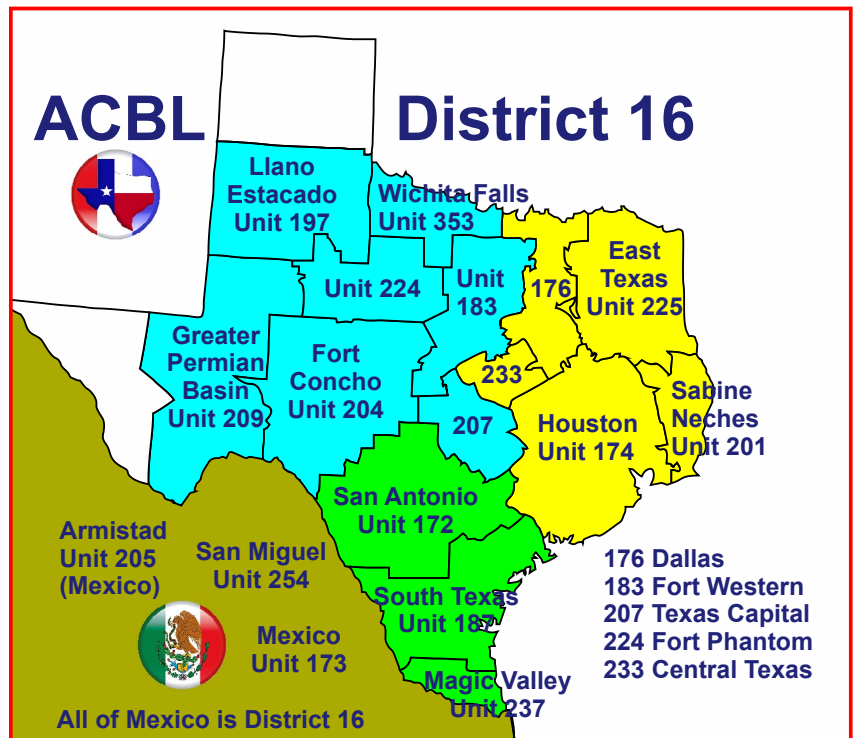 ACBL District 16
Llano
Estacado
Unit 197
Wichita Falls
Unit 353
East
Texas
Unit 225
Unit 224
Unit
183
176
Greater
Permian
Basin
Unit 209
Fort
Concho
Unit 204
233
207
Houston
Unit 174
Sabine
Neches
Unit 201
San Antonio
Unit 172
Armistad
Unit 205
(Mexico)
San Miguel
Unit 254
Mexico
Unit 173
South Texas
Unit 187
Magic Valley
Unit 237
176 Dallas
183 Fort Western
207 Texas Capital
224 Fort Phantom
233 Central Texas
All of Mexico is District 16